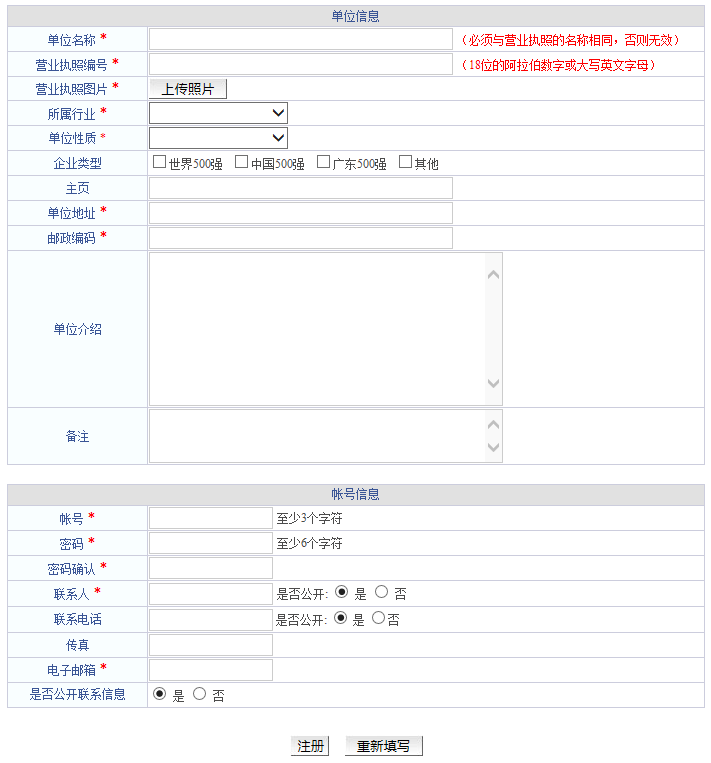 单位信息
单位名称 * （必须与营业执照的名称相同，否则无效）
营业执照编号 * （18位的阿拉伯数字或大写英文字母）
营业执照图片 * 上传照片
所属行业 *
单位性质 *
企业类型 世界500强 中国500强 广东500强 其他
主页
单位地址 *
邮政编码 *
单位介绍
备注
帐号信息
帐号 * 至少3个字符
密码 * 至少6个字符
密码确认 *
联系人 * 是否公开: 是 否
联系电话 是否公开: 是 否
传真
电子邮箱 *
是否公开联系信息 是 否
注册 重新填写